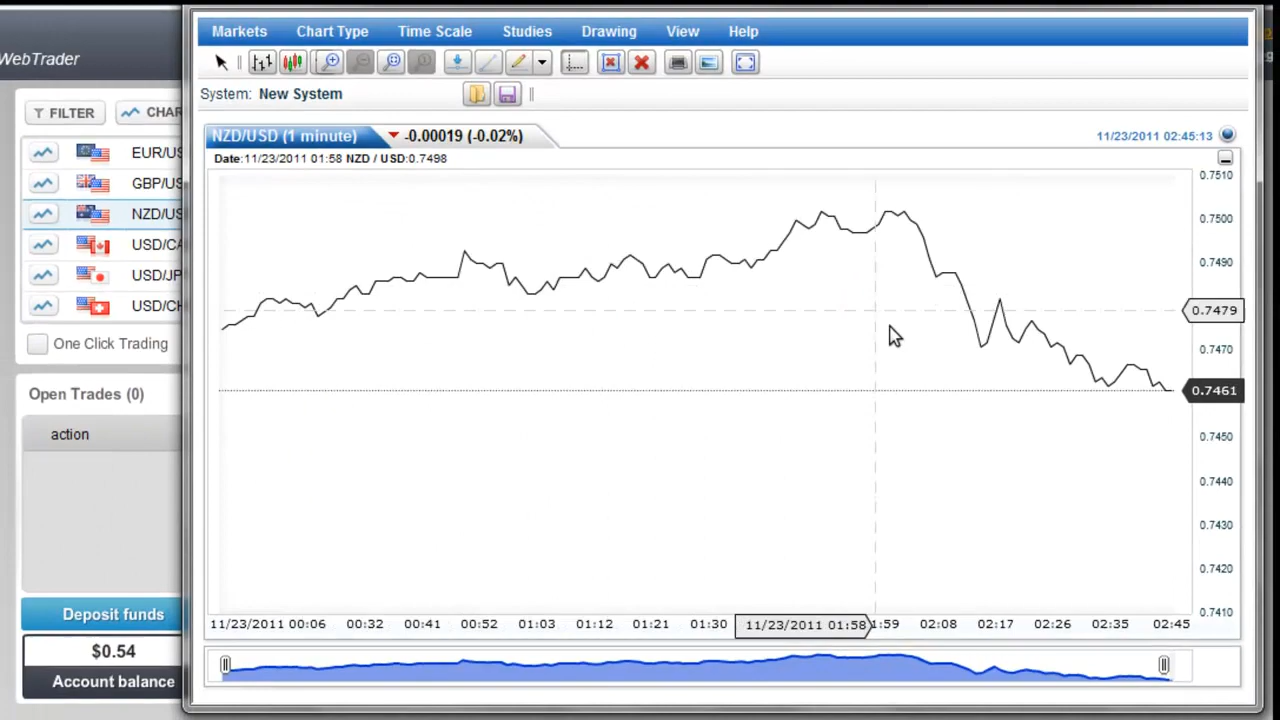 Markets Chart Type Time Scale Studies Drawing View Help
WebTrader
System: New System
FILTER CHAR
NZD/USD (1 minute) -0.00019 (-0.02%) 11/23/2011 02:45:13
Date:11/23/2011 01:58 NZD / USD:0.7498
EUR/US
GBP/US
NZD/US
USD/CA
USD/JP
USD/CH
One Click Trading
Open Trades (0)
action
Deposit funds
$0.54
Account balance
0.7510
0.7500
0.7490
0.7479
0.7470
0.7461
0.7450
0.7440
0.7430
0.7420
0.7410
11/23/2011 00:06 00:32 00:41 00:52 01:03 01:12 01:21 01:30 11/23/2011 01:58 1:59 02:08 02:17 02:26 02:35 02:45